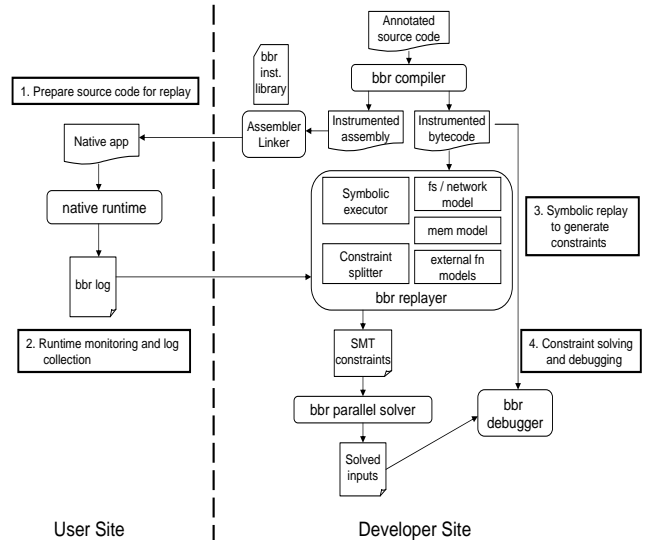 Annotated
source code
bbr compiler
bbr
inst.
library
1. Prepare source code for replay
Native app
Assembler
Linker
Instrumented
assembly
Instrumented
bytecode
native runtime
Symbolic
executor
fs / network
model
mem model
Constraint
splitter
external fn
models
bbr replayer
3. Symbolic replay
to generate
constraints
bbr log
2. Runtime monitoring and log
collection
SMT
constraints
4. Constraint solving
and debugging
bbr parallel solver
bbr
debugger
Solved
inputs
User Site
Developer Site